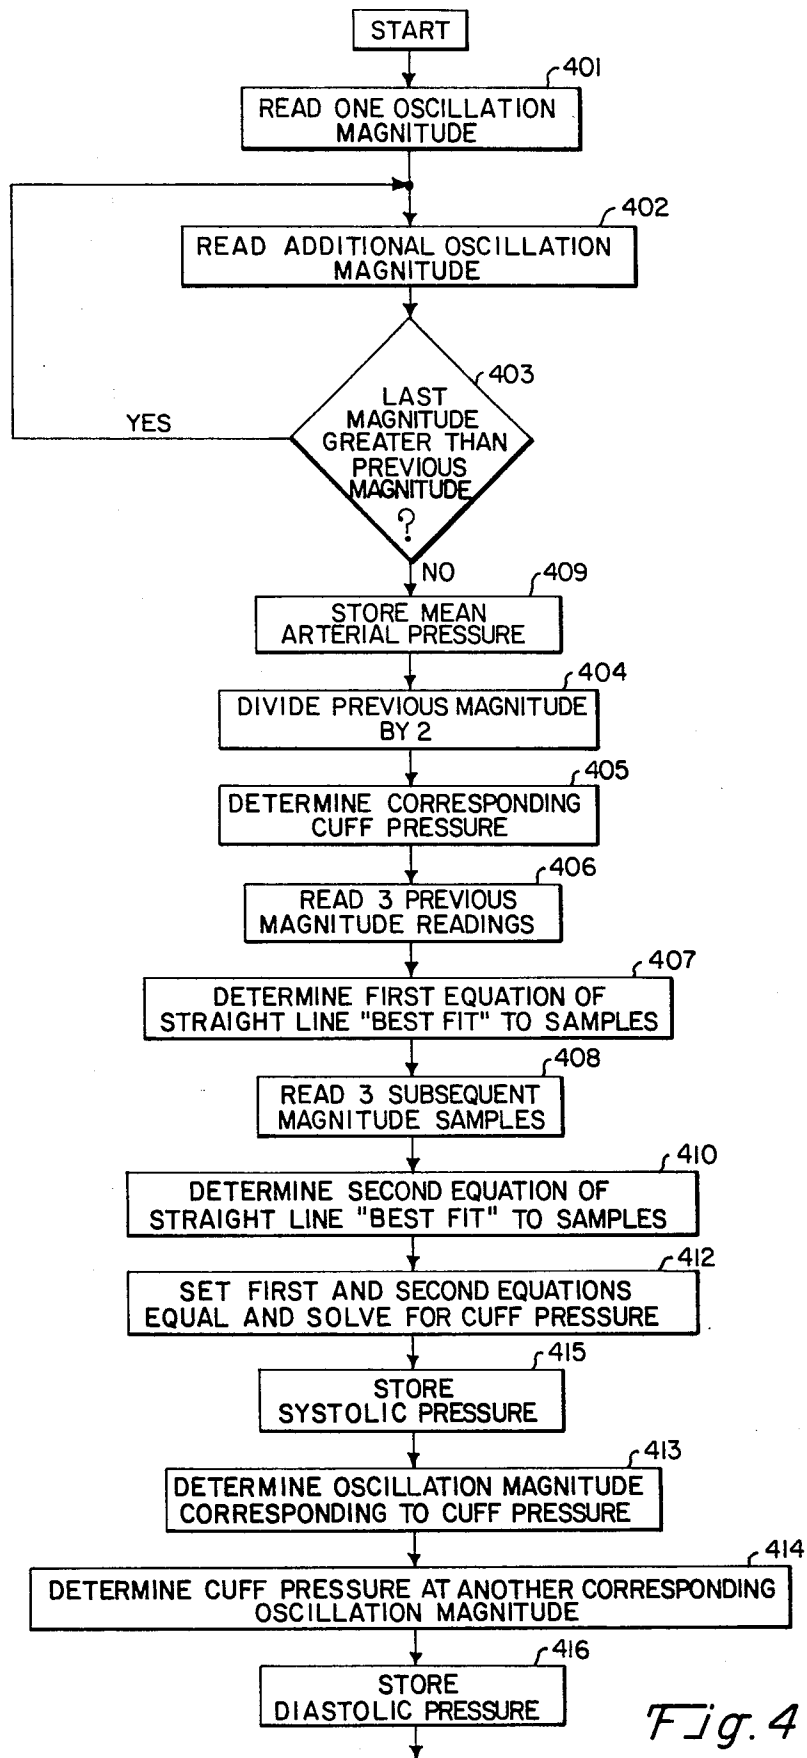 START
401
READ ONE OSCILLATION
MAGNITUDE
402
READ ADDITIONAL OSCILLATION
MAGNITUDE
403
LAST
MAGNITUDE
GREATER THAN
PREVIOUS
MAGNITUDE
?
YES
NO
409
STORE MEAN
ARTERIAL PRESSURE
404
DIVIDE PREVIOUS MAGNITUDE
BY 2
405
DETERMINE CORRESPONDING
CUFF PRESSURE
406
READ 3 PREVIOUS
MAGNITUDE READINGS
407
DETERMINE FIRST EQUATION OF
STRAIGHT LINE "BEST FIT" TO SAMPLES
408
READ 3 SUBSEQUENT
MAGNITUDE SAMPLES
410
DETERMINE SECOND EQUATION OF
STRAIGHT LINE "BEST FIT" TO SAMPLES
412
SET FIRST AND SECOND EQUATIONS
EQUAL AND SOLVE FOR CUFF PRESSURE
415
STORE
SYSTOLIC PRESSURE
413
DETERMINE OSCILLATION MAGNITUDE
CORRESPONDING TO CUFF PRESSURE
414
DETERMINE CUFF PRESSURE AT ANOTHER CORRESPONDING
OSCILLATION MAGNITUDE
416
STORE
DIASTOLIC PRESSURE
Fig. 4